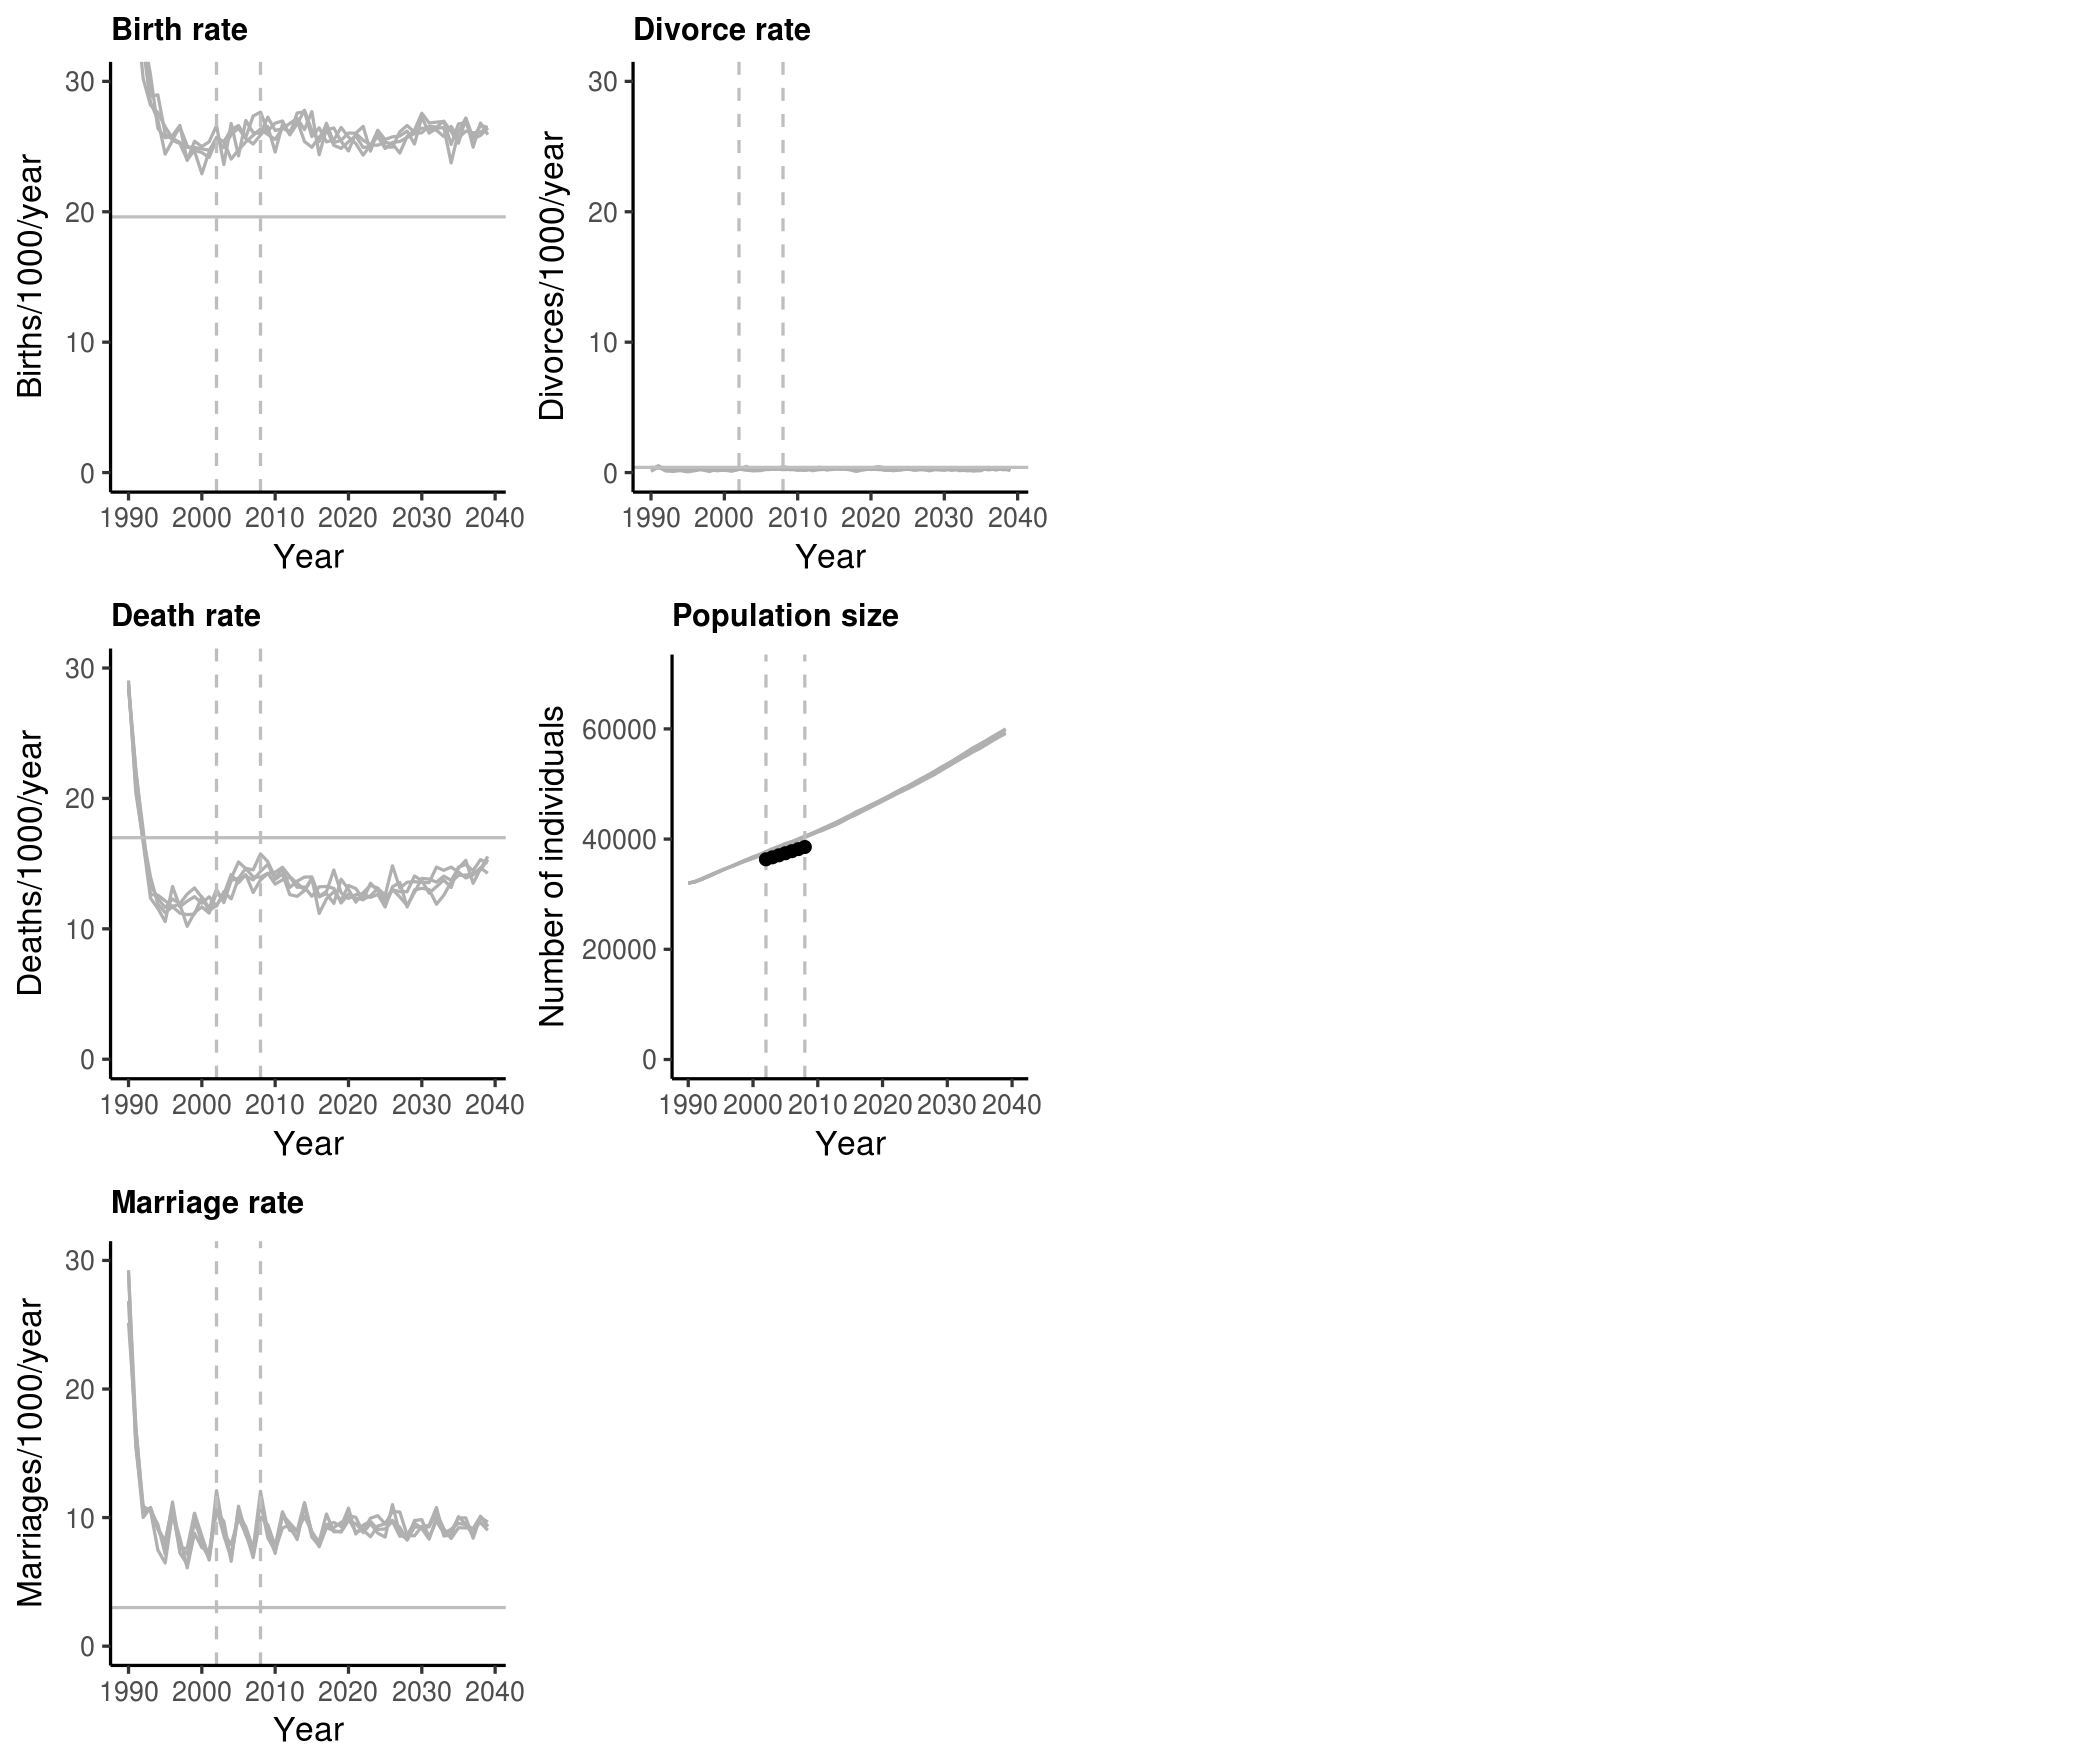 Birth rate
Births/1000/year
30
20
10
0
1990 2000 2010 2020 2030 2040
Year
Divorce rate
Divorces/1000/year
30
20
10
0
1990 2000 2010 2020 2030 2040
Year
Death rate
Deaths/1000/year
30
20
10
0
1990 2000 2010 2020 2030 2040
Year
Population size
Number of individuals
60000
40000
20000
0
1990 2000 2010 2020 2030 2040
Year
Marriage rate
Marriages/1000/year
30
20
10
0
1990 2000 2010 2020 2030 2040
Year